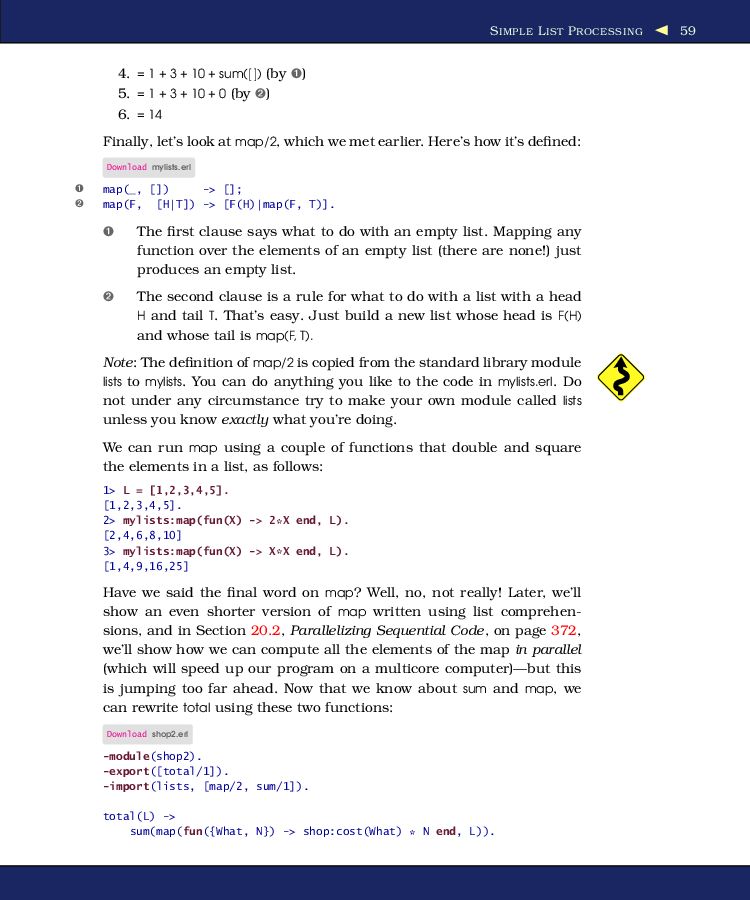 SIMPLE LIST PROCESSING ◀ 59
4. = 1 + 3 + 10 + sum([]) (by ❶)
5. = 1 + 3 + 10 + 0 (by ❷)
6. = 14
Finally, let's look at map/2, which we met earlier. Here's how it's defined:
Download mylists.erl
❶ map(_, []) -> [];
❷ map(F, [H|T]) -> [F(H)|map(F, T)].
❶ The first clause says what to do with an empty list. Mapping any
function over the elements of an empty list (there are none!) just
produces an empty list.
❷ The second clause is a rule for what to do with a list with a head
H and tail T. That's easy. Just build a new list whose head is F(H)
and whose tail is map(F, T).
Note: The definition of map/2 is copied from the standard library module
lists to mylists. You can do anything you like to the code in mylists.erl. Do
not under any circumstance try to make your own module called lists
unless you know exactly what you're doing.
We can run map using a couple of functions that double and square
the elements in a list, as follows:
1> L = [1,2,3,4,5].
[1,2,3,4,5].
2> mylists:map(fun(X) -> 2*X end, L).
[2,4,6,8,10]
3> mylists:map(fun(X) -> X*X end, L).
[1,4,9,16,25]
Have we said the final word on map? Well, no, not really! Later, we'll
show an even shorter version of map written using list comprehen-
sions, and in Section 20.2, Parallelizing Sequential Code, on page 372,
we'll show how we can compute all the elements of the map in parallel
(which will speed up our program on a multicore computer)—but this
is jumping too far ahead. Now that we know about sum and map, we
can rewrite total using these two functions:
Download shop2.erl
-module(shop2).
-export([total/1]).
-import(lists, [map/2, sum/1]).
total(L) ->
sum(map(fun({What, N}) -> shop:cost(What) * N end, L)).